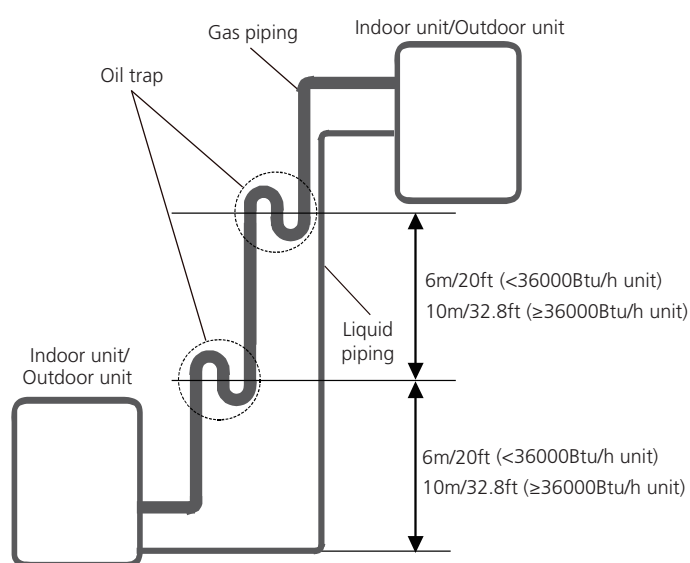 Gas piping
Indoor unit/Outdoor unit
Oil trap
6m/20ft (<36000Btu/h unit)
10m/32.8ft (≥36000Btu/h unit)
Liquid
piping
Indoor unit/
Outdoor unit
6m/20ft (<36000Btu/h unit)
10m/32.8ft (≥36000Btu/h unit)